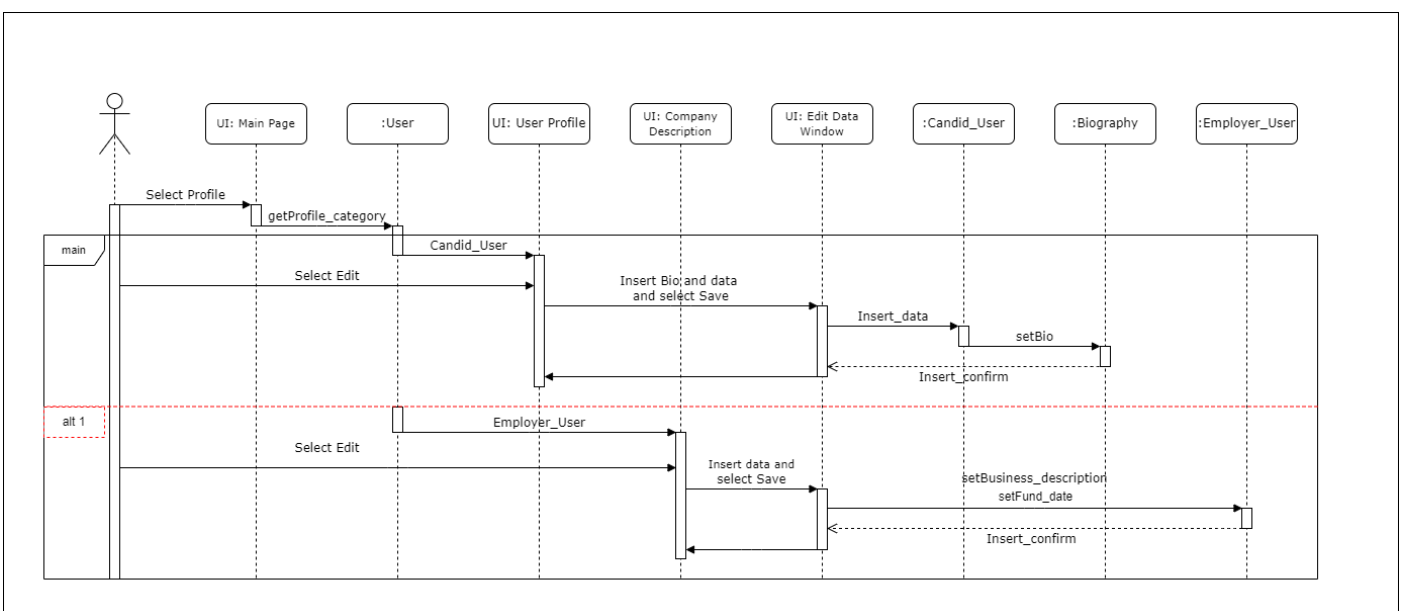 UI: Main Page
:User
UI: User Profile
UI: Company
Description
UI: Edit Data
Window
:Candid_User
:Biography
:Employer_User
Select Profile
getProfile_category
main
Candid_User
Select Edit
Insert Bio and data
and select Save
Insert_data
setBio
Insert_confirm
alt 1
Employer_User
Select Edit
Insert data and
select Save
setBusiness_description
setFund_date
Insert_confirm